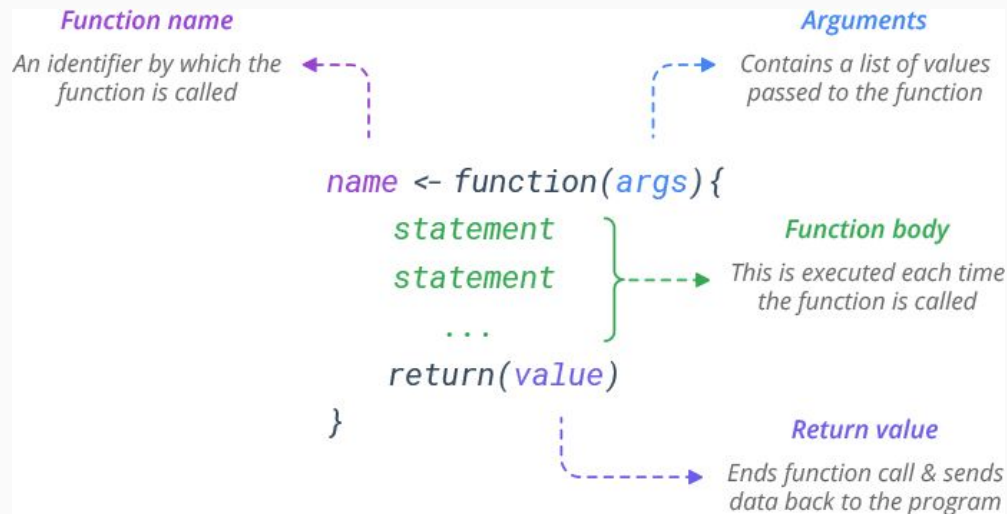 Function name
An identifier by which the
function is called
Arguments
Contains a list of values
passed to the function
name <- function(args){
statement
statement
...
return(value)
}
Function body
This is executed each time
the function is called
Return value
Ends function call & sends
data back to the program